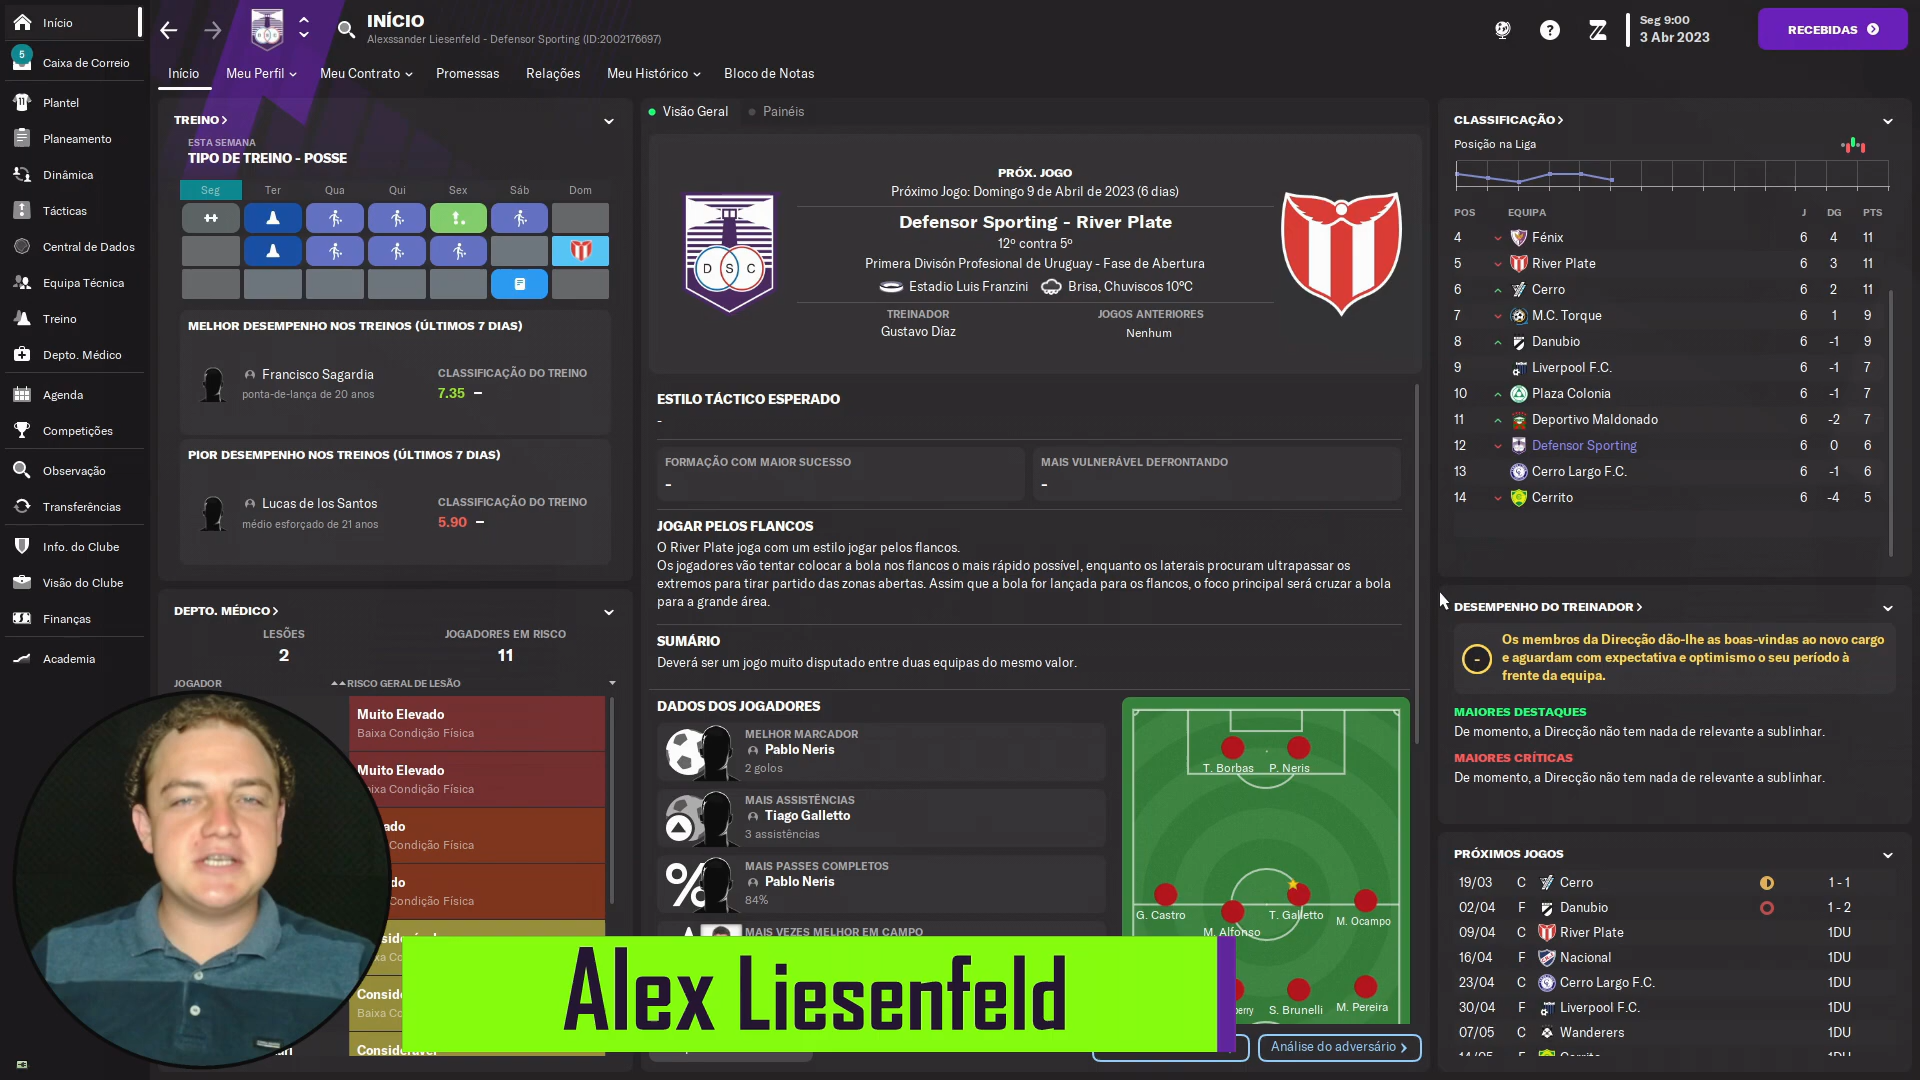 Início
5
Caixa de Correio
Plantel
Planeamento
Dinâmica
Tácticas
Central de Dados
Equipa Técnica
Treino
Depto. Médico
Agenda
Competições
Observação
Transferências
Info. do Clube
Visão do Clube
Finanças
Academia
INÍCIO
Alexssander Liesenfeld - Defensor Sporting (ID:2002176697)
Seg 9:00
3 Abr 2023
RECEBIDAS
Início
Meu Perfil
Meu Contrato
Promessas
Relações
Meu Histórico
Bloco de Notas
TREINO
ESTA SEMANA
TIPO DE TREINO - POSSE
Seg Ter Qua Qui Sex Sáb Dom
MELHOR DESEMPENHO NOS TREINOS (ÚLTIMOS 7 DIAS)
Francisco Sagardia
ponta-de-lança de 20 anos
CLASSIFICAÇÃO DO TREINO
7.35 –
PIOR DESEMPENHO NOS TREINOS (ÚLTIMOS 7 DIAS)
Lucas de los Santos
médio esforçado de 21 anos
CLASSIFICAÇÃO DO TREINO
5.90 –
DEPTO. MÉDICO
LESÕES
2
JOGADORES EM RISCO
11
JOGADOR
RISCO GERAL DE LESÃO
Muito Elevado
Baixa Condição Física
Muito Elevado
Baixa Condição Física
ado
Condição Física
do
Condição Física
Visão Geral
Painéis
PRÓX. JOGO
Próximo Jogo: Domingo 9 de Abril de 2023 (6 dias)
Defensor Sporting - River Plate
12º contra 5º
Primera Divisón Profesional de Uruguay - Fase de Abertura
Estadio Luis Franzini
Brisa, Chuviscos 10ºC
TREINADOR
Gustavo Díaz
JOGOS ANTERIORES
Nenhum
D S C
ESTILO TÁCTICO ESPERADO
-
FORMAÇÃO COM MAIOR SUCESSO
-
MAIS VULNERÁVEL DEFRONTANDO
-
JOGAR PELOS FLANCOS
O River Plate joga com um estilo jogar pelos flancos.
Os jogadores vão tentar colocar a bola nos flancos o mais rápido possível, enquanto os laterais procuram ultrapassar os
extremos para tirar partido das zonas abertas. Assim que a bola for lançada para os flancos, o foco principal será cruzar a bola
para a grande área.
SUMÁRIO
Deverá ser um jogo muito disputado entre duas equipas do mesmo valor.
DADOS DOS JOGADORES
MELHOR MARCADOR
Pablo Neris
2 golos
MAIS ASSISTÊNCIAS
Tiago Galletto
3 assistências
MAIS PASSES COMPLETOS
Pablo Neris
84%
MAIS VEZES MELHOR EM CAMPO
T. Borbas
P. Neris
G. Castro
M. Alfonso
T. Galletto
M. Ocampo
S. Brunelli
M. Pereira
Análise do adversário
Alex Liesenfeld
CLASSIFICAÇÃO
Posição na Liga
POS EQUIPA J DG PTS
4 Fénix 6 4 11
5 River Plate 6 3 11
6 Cerro 6 2 11
7 M.C. Torque 6 1 9
8 Danubio 6 -1 9
9 Liverpool F.C. 6 -1 7
10 Plaza Colonia 6 -1 7
11 Deportivo Maldonado 6 -2 7
12 Defensor Sporting 6 0 6
13 Cerro Largo F.C. 6 -1 6
14 Cerrito 6 -4 5
DESEMPENHO DO TREINADOR
Os membros da Direcção dão-lhe as boas-vindas ao novo cargo
e aguardam com expectativa e optimismo o seu período à
frente da equipa.
MAIORES DESTAQUES
De momento, a Direcção não tem nada de relevante a sublinhar.
MAIORES CRÍTICAS
De momento, a Direcção não tem nada de relevante a sublinhar.
PRÓXIMOS JOGOS
19/03 C Cerro 1 - 1
02/04 F Danubio 1 - 2
09/04 C River Plate 1DU
16/04 F Nacional 1DU
23/04 C Cerro Largo F.C. 1DU
30/04 F Liverpool F.C. 1DU
07/05 C Wanderers 1DU